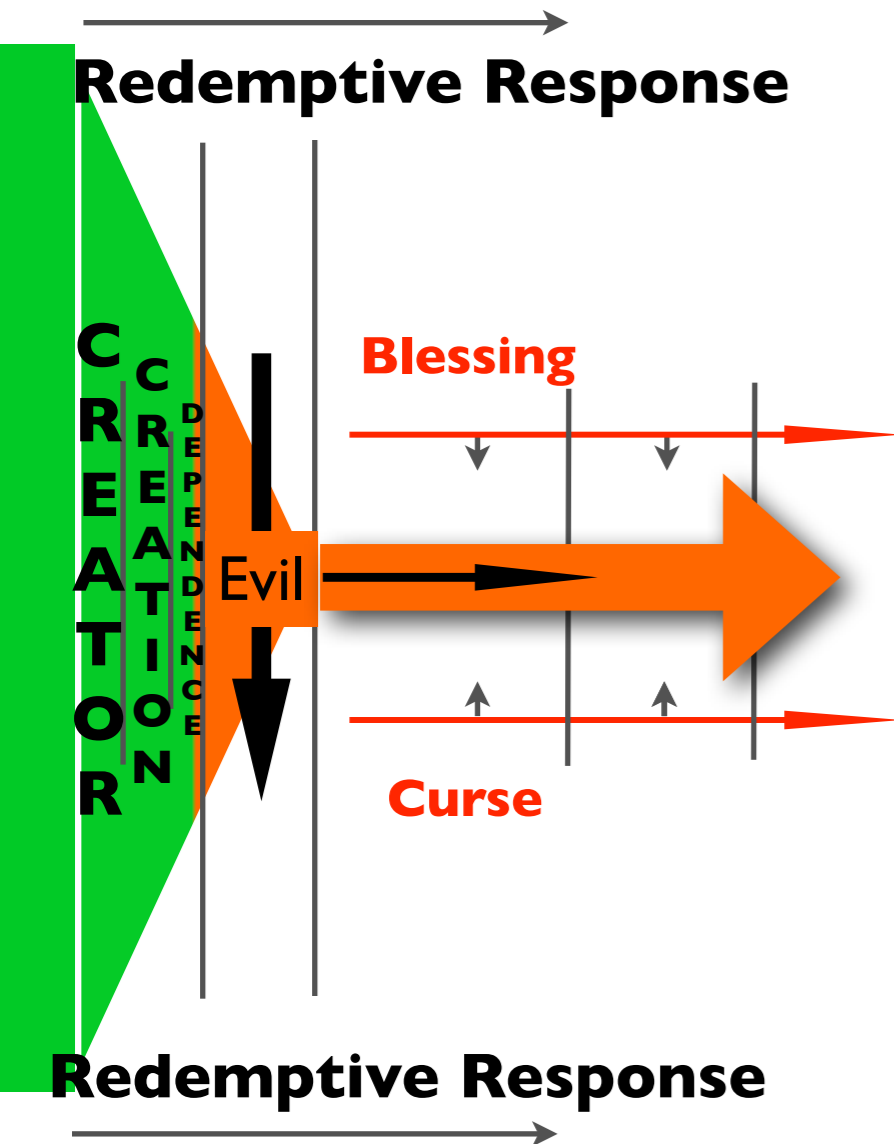 Redemptive Response
CREATOR
CREATION
DEPENDENCE
Evil
Blessing
Curse
Redemptive Response